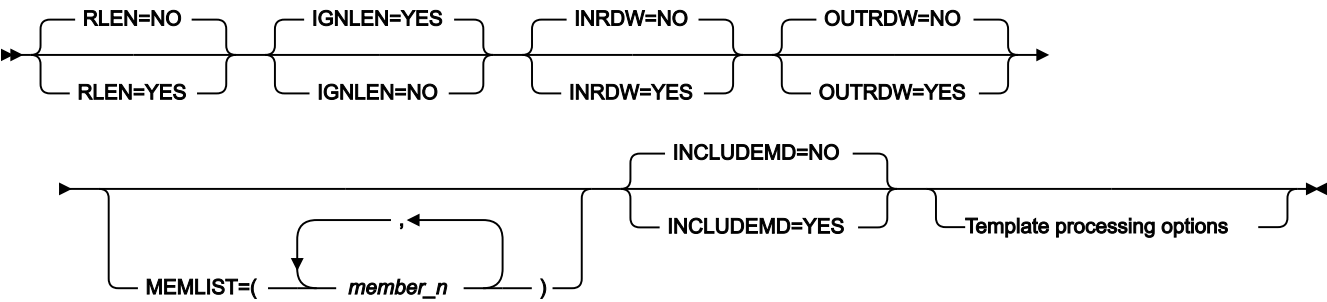 RLEN=NO IGNLEN=YES INRDW=NO OUTRDW=NO
RLEN=YES IGNLEN=NO INRDW=YES OUTRDW=YES
INCLUDEMD=NO
INCLUDEMD=YES Template processing options
,
MEMLIST=( member_n )